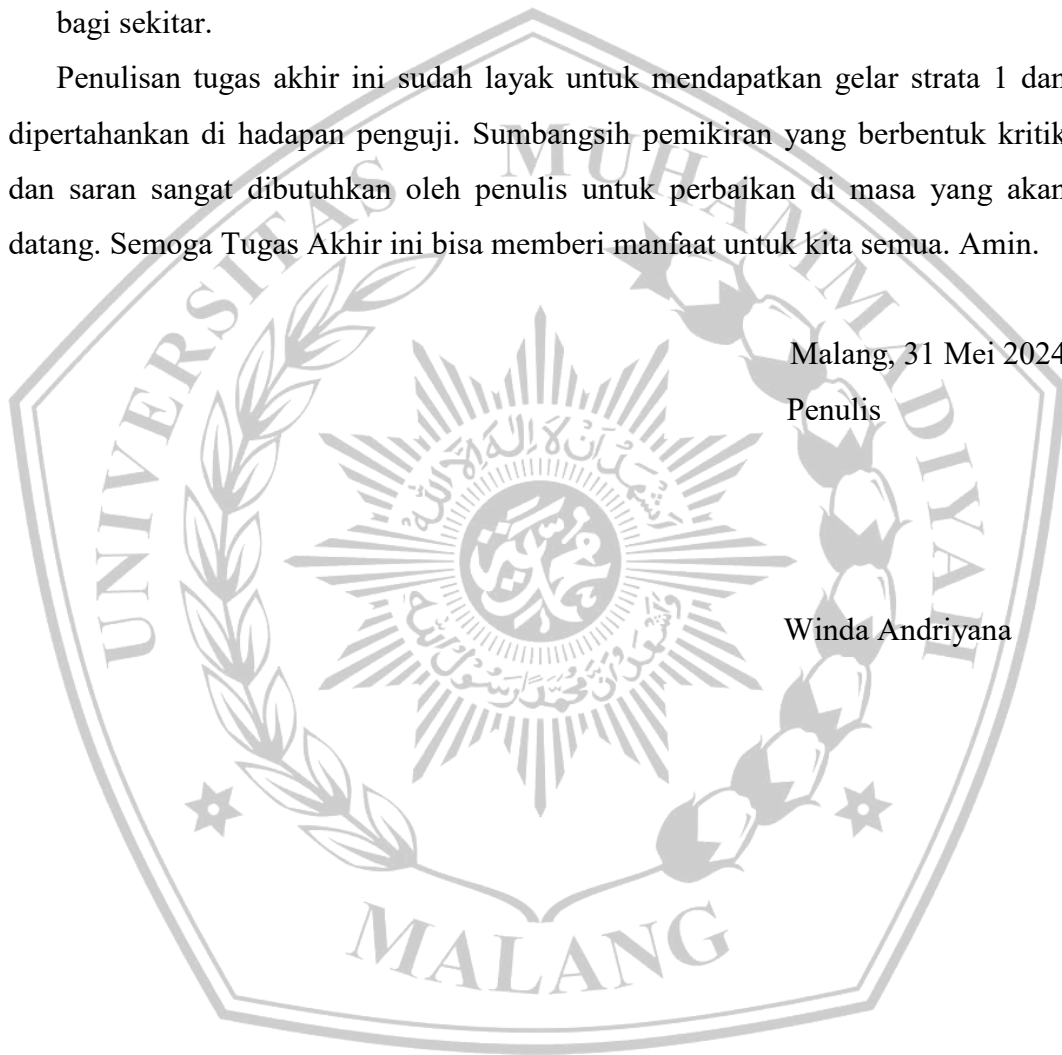 bagi sekitar.
Penulisan tugas akhir ini sudah layak untuk mendapatkan gelar strata 1 dan
dipertahankan di hadapan penguji. Sumbangsih pemikiran yang berbentuk kritik
dan saran sangat dibutuhkan oleh penulis untuk perbaikan di masa yang akan
datang. Semoga Tugas Akhir ini bisa memberi manfaat untuk kita semua. Amin.
Malang, 31 Mei 2024
Penulis
Winda Andriyana
UNIVERSITAS MUHAMMADIYAH
MALANG